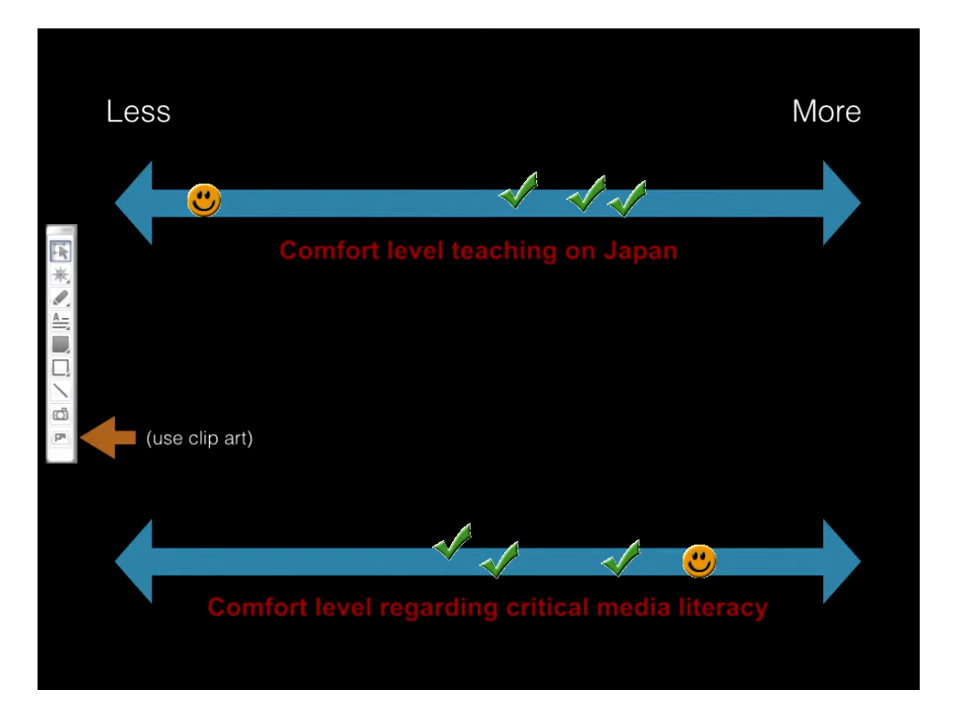 Less
More
Comfort level teaching on Japan
(use clip art)
Comfort level regarding critical media literacy